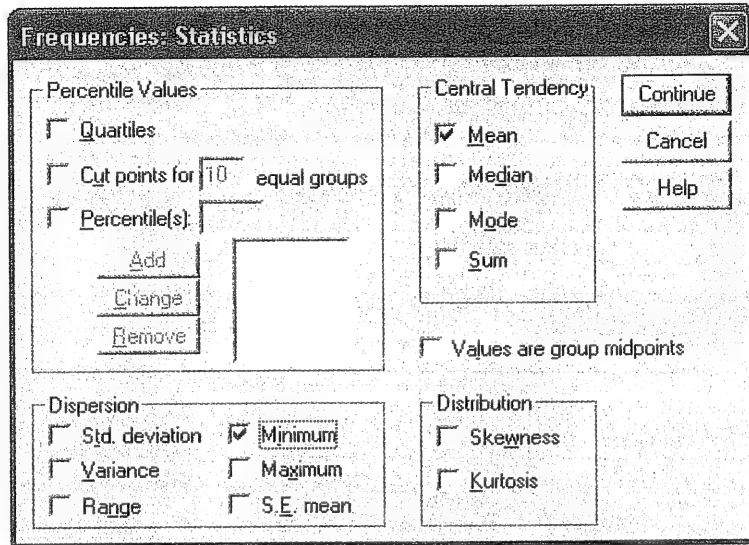 Frequencies: Statistics
Percentile Values
Quartiles
Cut points for 10 equal groups
Percentile(s):
Add
Change
Remove
Central Tendency
Mean
Median
Mode
Sum
Continue
Cancel
Help
Values are group midpoints
Dispersion
Std. deviation
Minimum
Variance
Maximum
Range
S.E. mean
Distribution
Skewness
Kurtosis